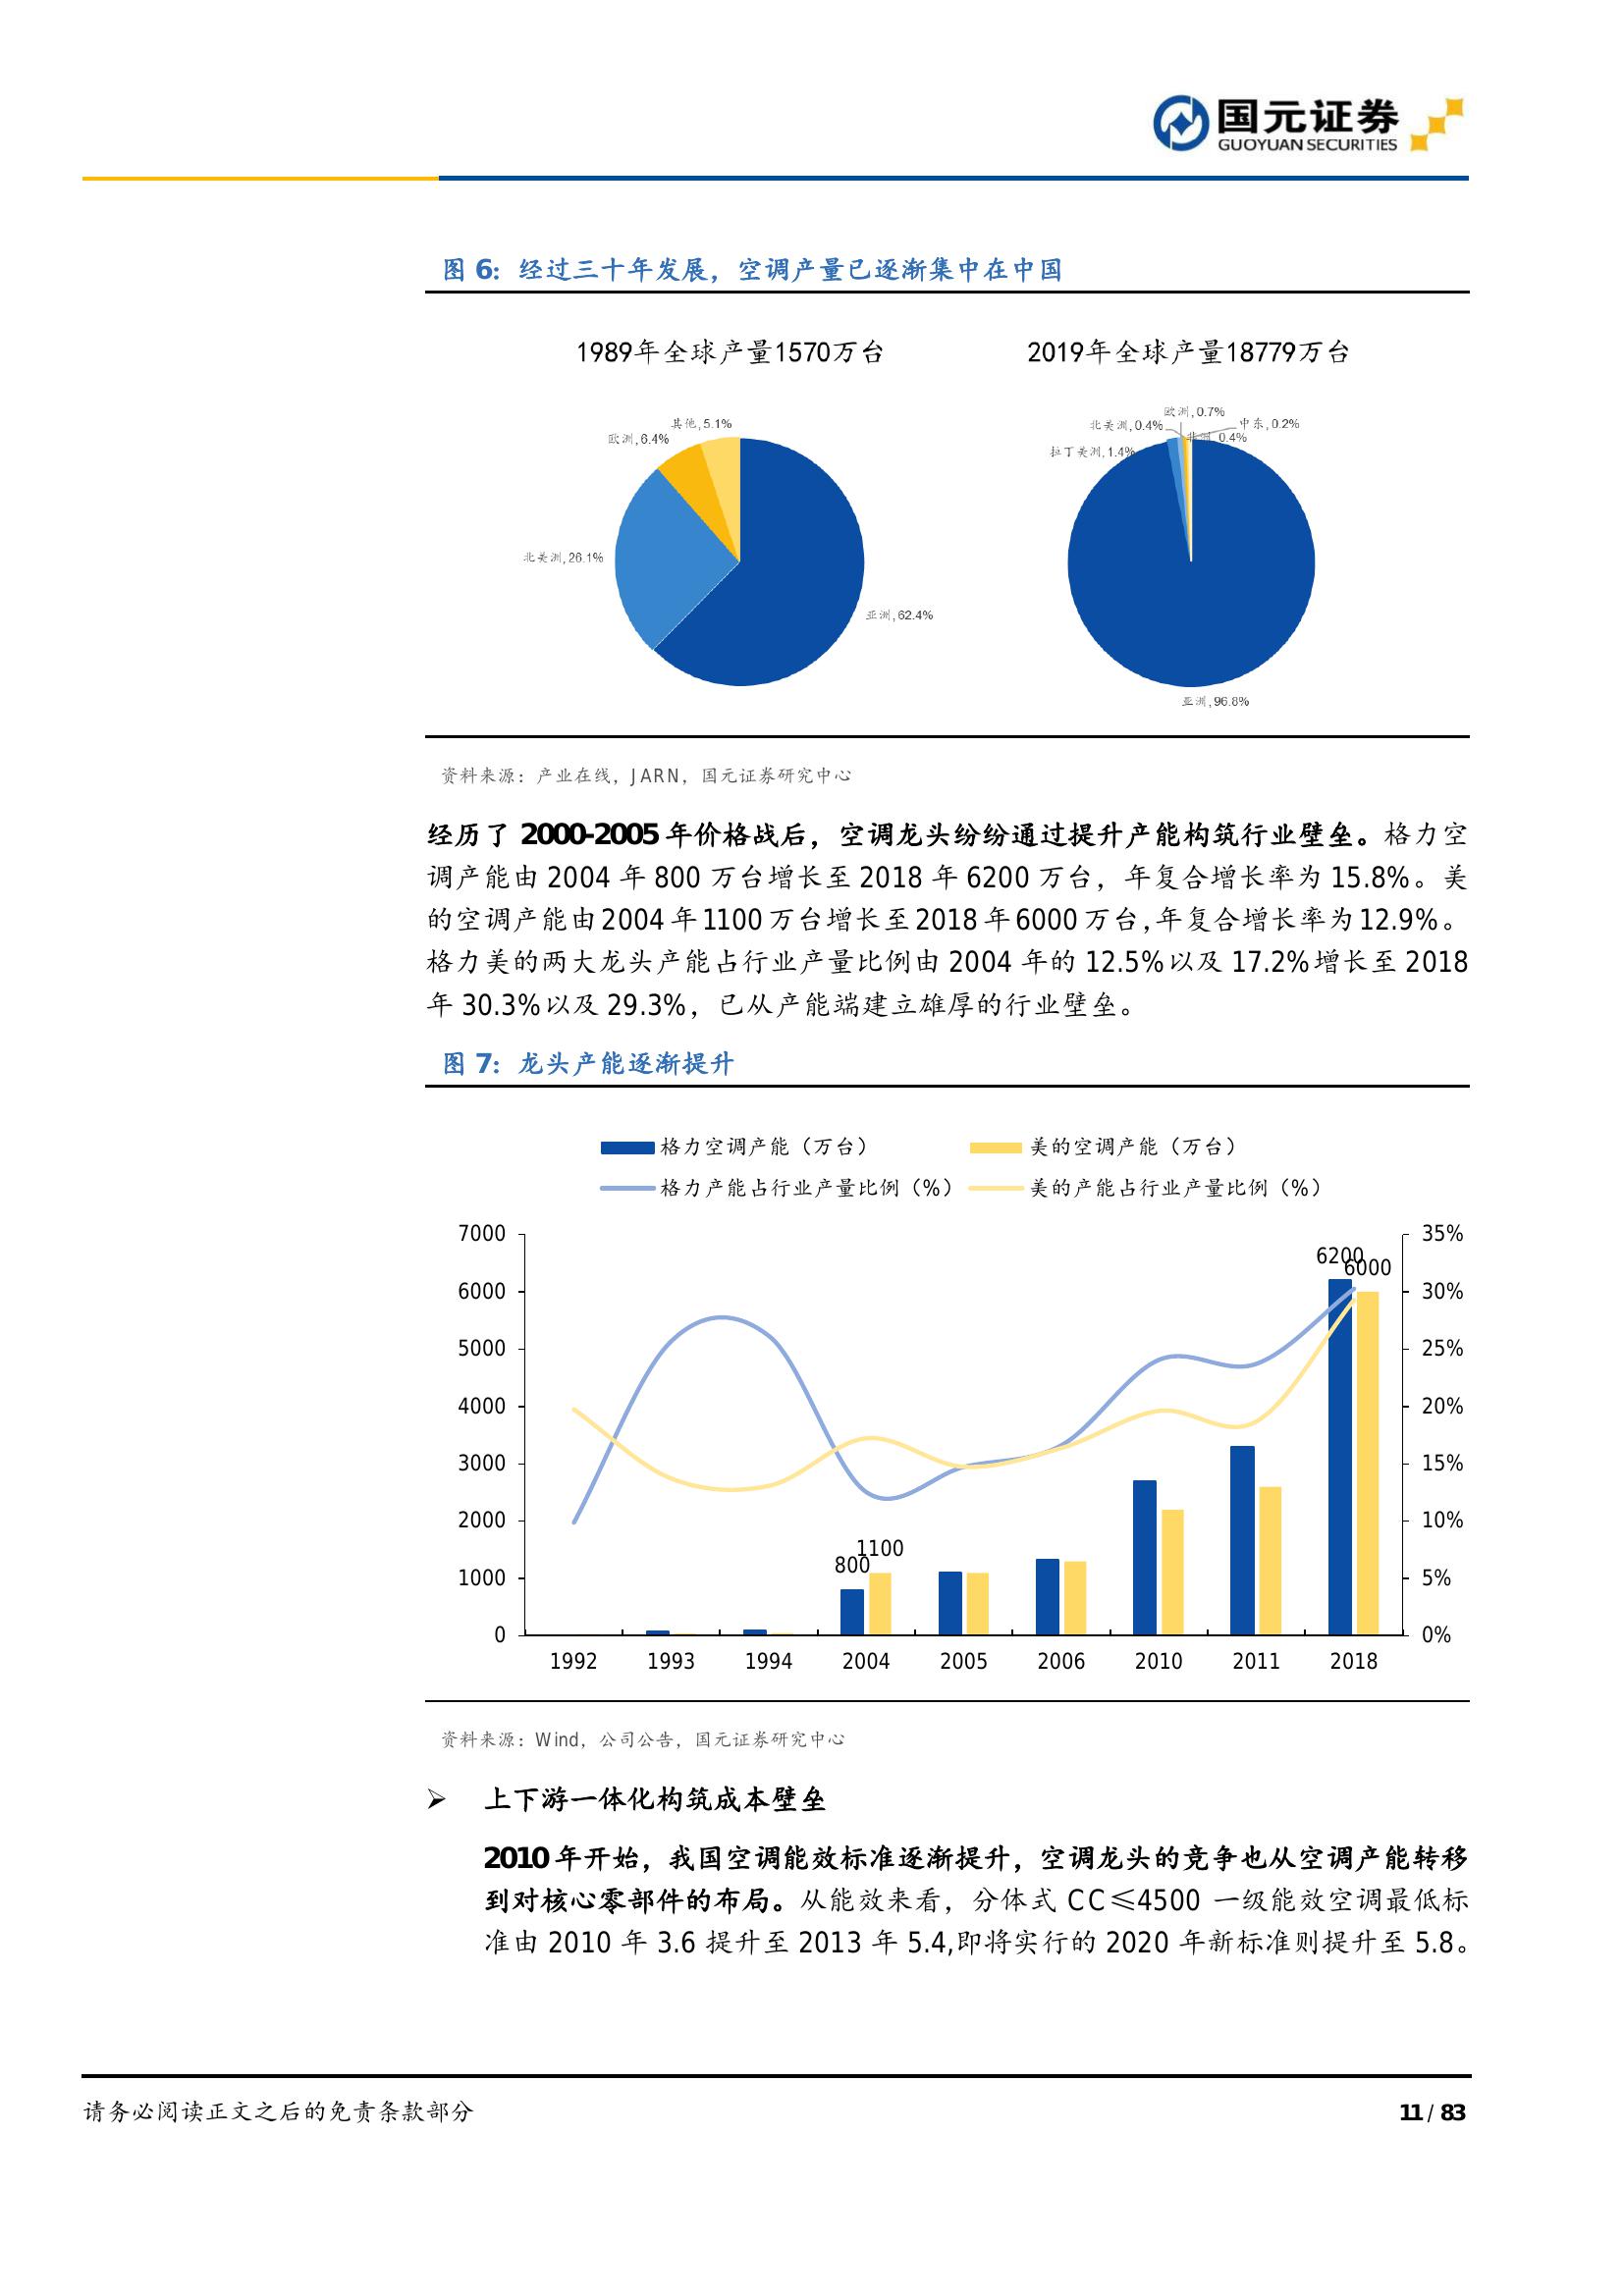 国元证券
GUOYUAN SECURITIES
图 6：经过三十年发展，空调产量已逐渐集中在中国
1989年全球产量1570万台
2019年全球产量18779万台
其他, 5.1%
欧洲, 6.4%
北美洲, 26.1%
亚洲, 62.4%
欧洲, 0.7%
北美洲, 0.4%
中东, 0.2%
非洲, 0.4%
拉丁美洲, 1.4%
亚洲, 96.8%
资料来源：产业在线，JARN，国元证券研究中心
经历了 2000-2005 年价格战后，空调龙头纷纷通过提升产能构筑行业壁垒。格力空
调产能由 2004 年 800 万台增长至 2018 年 6200 万台，年复合增长率为 15.8%。美
的空调产能由 2004 年 1100 万台增长至 2018 年 6000 万台,年复合增长率为 12.9%。
格力美的两大龙头产能占行业产量比例由 2004 年的 12.5%以及 17.2%增长至 2018
年 30.3%以及 29.3%，已从产能端建立雄厚的行业壁垒。
图 7：龙头产能逐渐提升
格力空调产能（万台） 美的空调产能（万台）
格力产能占行业产量比例（%） 美的产能占行业产量比例（%）
7000 35%
6200
6000
6000 30%
5000 25%
4000 20%
3000 15%
2000 10%
1100
800
1000 5%
0 0%
1992 1993 1994 2004 2005 2006 2010 2011 2018
资料来源：Wind，公司公告，国元证券研究中心
➢ 上下游一体化构筑成本壁垒
2010 年开始，我国空调能效标准逐渐提升，空调龙头的竞争也从空调产能转移
到对核心零部件的布局。从能效来看，分体式 CC≤4500 一级能效空调最低标
准由 2010 年 3.6 提升至 2013 年 5.4,即将实行的 2020 年新标准则提升至 5.8。
请务必阅读正文之后的免责条款部分
11 / 83